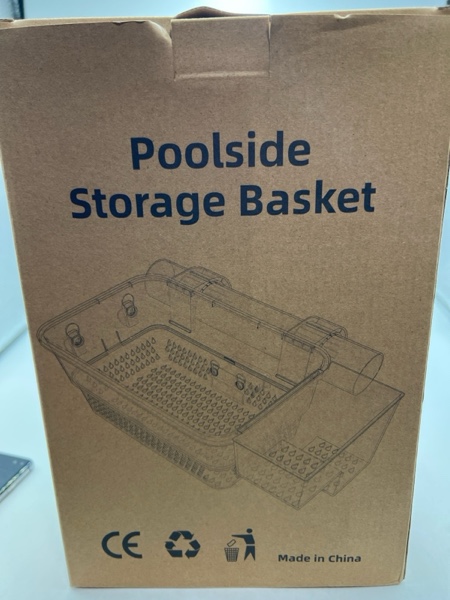 Poolside
Storage Basket
CE
Made in China